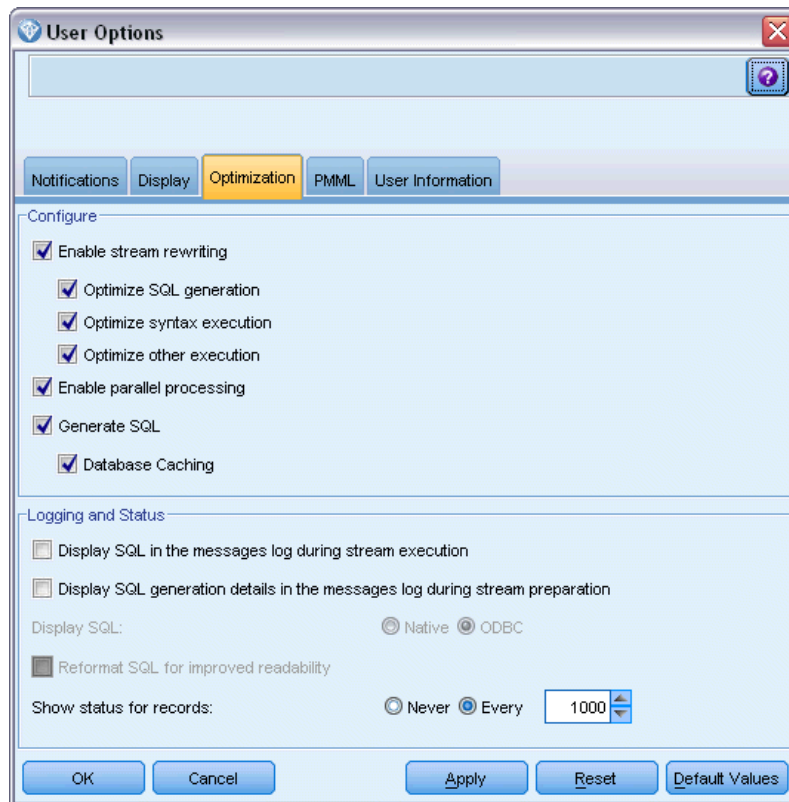 User Options
?
Notifications Display Optimization PMML User Information
Configure
Enable stream rewriting
Optimize SQL generation
Optimize syntax execution
Optimize other execution
Enable parallel processing
Generate SQL
Database Caching
Logging and Status
Display SQL in the messages log during stream execution
Display SQL generation details in the messages log during stream preparation
Display SQL: Native ODBC
Reformat SQL for improved readability
Show status for records: Never Every 1000
OK Cancel Apply Reset Default Values